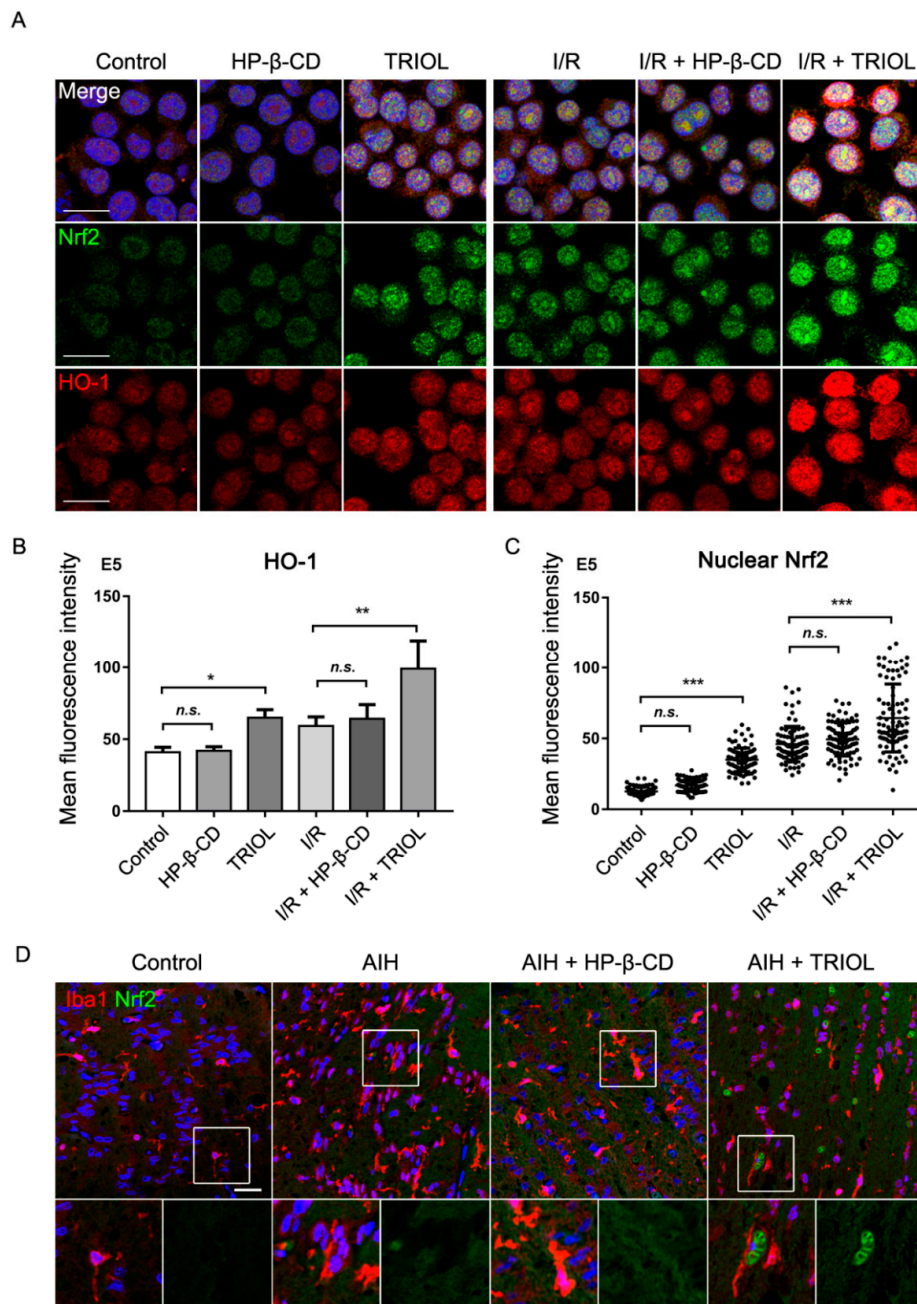 A
Control HP-β-CD TRIOL I/R I/R + HP-β-CD I/R + TRIOL
Merge
Nrf2
HO-1
B
HO-1
E5
Mean fluorescence intensity
150
100
50
0
*
n.s.
**
n.s.
Control HP-β-CD TRIOL I/R I/R + HP-β-CD I/R + TRIOL
C
Nuclear Nrf2
E5
Mean fluorescence intensity
150
100
50
0
***
n.s.
***
n.s.
Control HP-β-CD TRIOL I/R I/R + HP-β-CD I/R + TRIOL
D
Control AIH AIH + HP-β-CD AIH + TRIOL
Iba1 Nrf2